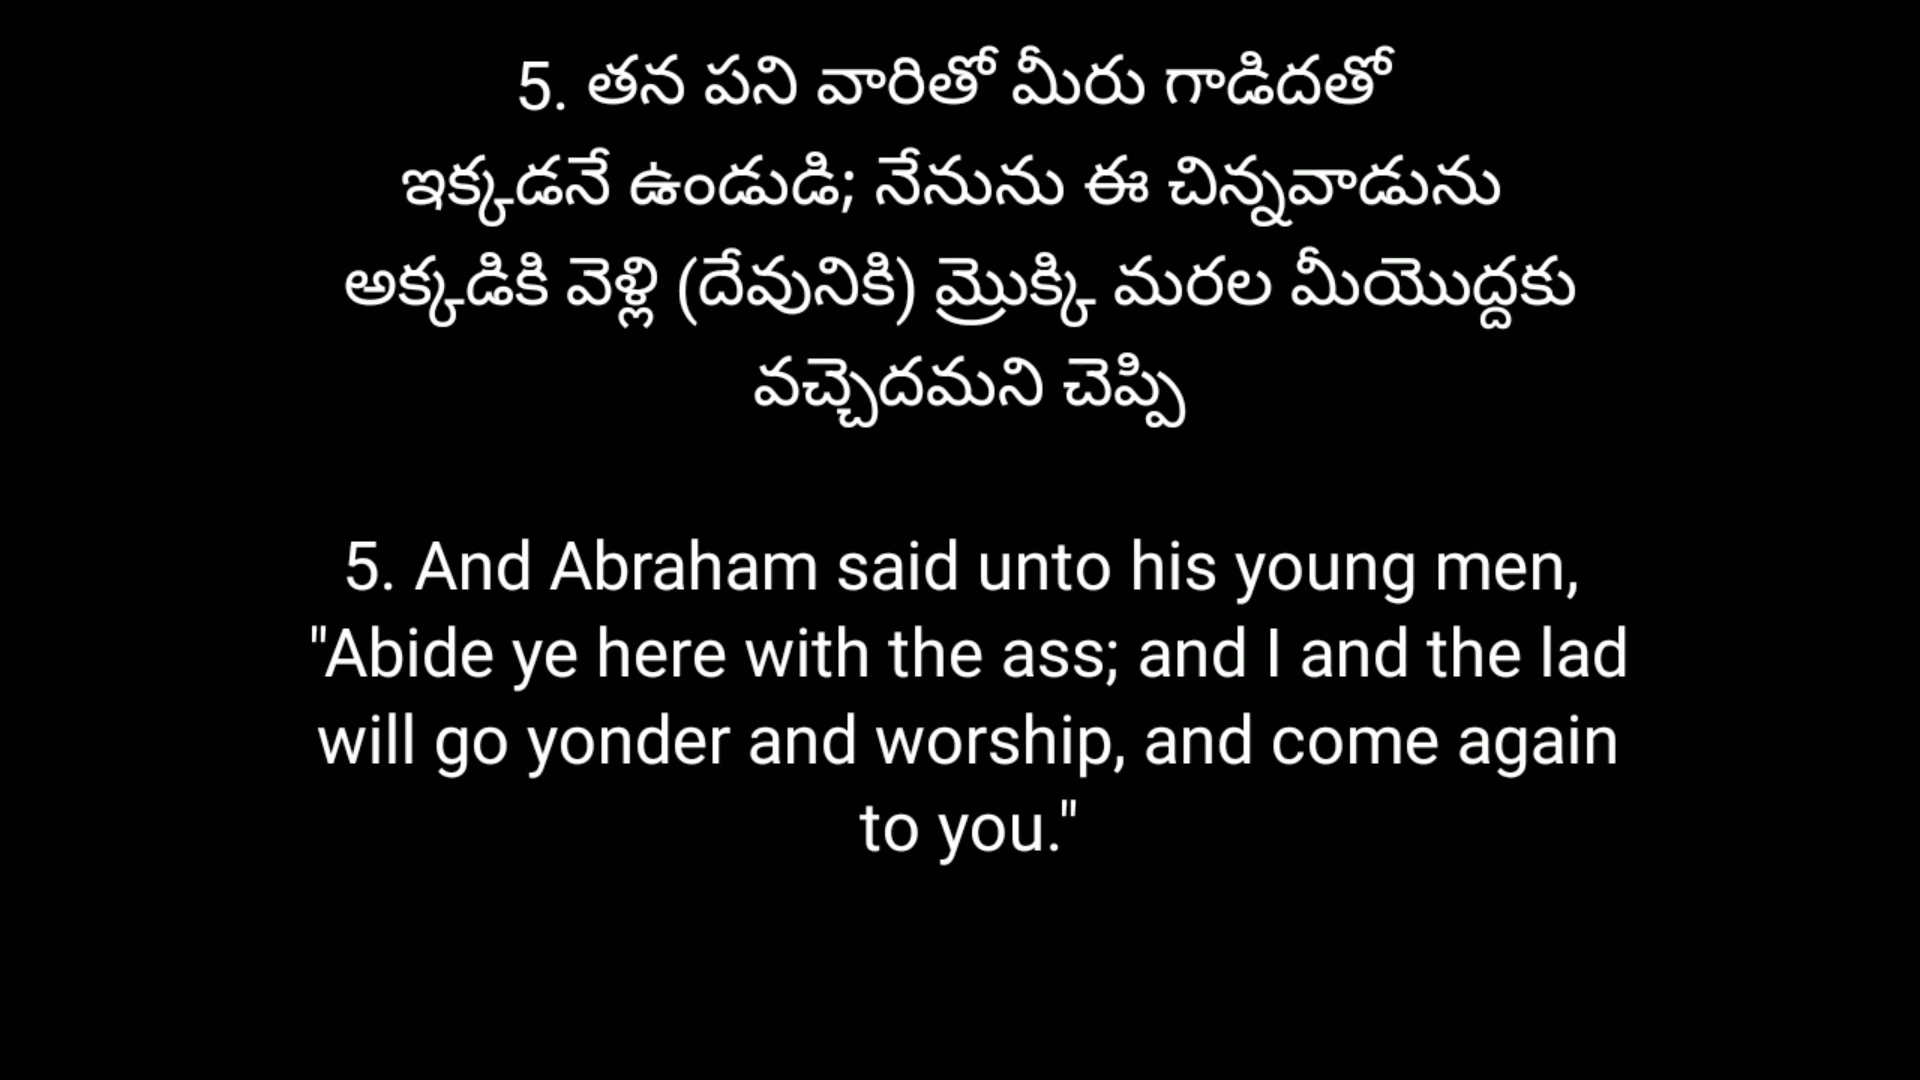 5. తన పని వారితో మీరు గాడిదతో
ఇక్కడనే ఉండుడి; నేనును ఈ చిన్నవాడును
అక్కడికి వెళ్లి (దేవునికి) మ్రొక్కి మరల మీయొద్దకు
వచ్చెదమని చెప్పి
5. And Abraham said unto his young men,
"Abide ye here with the ass; and I and the lad
will go yonder and worship, and come again
to you."